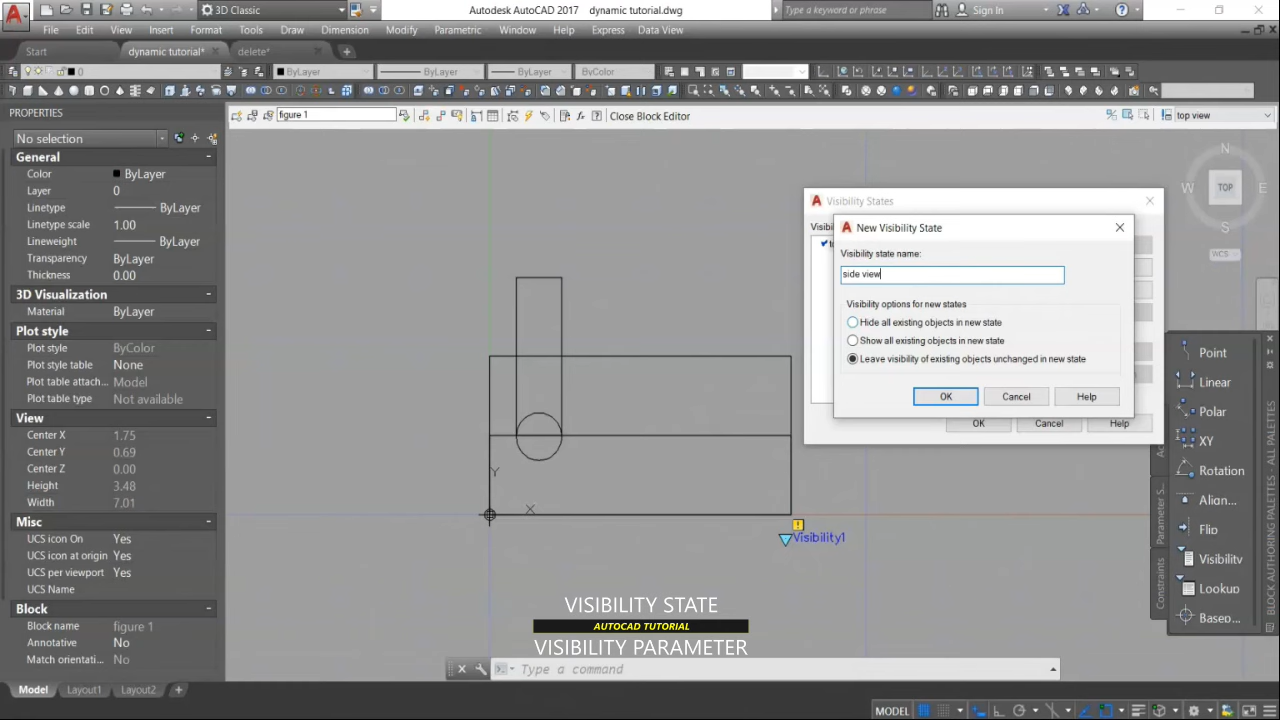 Autodesk AutoCAD 2017    dynamic tutorial.dwg
3D Classic
Type a keyword or phrase
Sign In
File Edit View Insert Format Tools Draw Dimension Modify Parametric Window Help Express Data View
Start
dynamic tutorial*
delete*
0
ByLayer
ByLayer
ByLayer
ByColor
figure 1
Close Block Editor
top view
PROPERTIES
No selection
General
Color ByLayer
Layer 0
Linetype ByLayer
Linetype scale 1.00
Lineweight ByLayer
Transparency ByLayer
Thickness 0.00
3D Visualization
Material ByLayer
Plot style
Plot style ByColor
Plot style table None
Plot table attach... Model
Plot table type Not available
View
Center X 1.75
Center Y 0.69
Center Z 0.00
Height 3.48
Width 7.01
Misc
UCS icon On Yes
UCS icon at origin Yes
UCS per viewport Yes
UCS Name
Block
Block name figure 1
Annotative No
Match orientati... No
N
W TOP E
WCS
Visibility States
New Visibility State
Visibility state name:
side view
Visibility options for new states
Hide all existing objects in new state
Show all existing objects in new state
Leave visibility of existing objects unchanged in new state
OK Cancel Help
OK Cancel Help
Point
Linear
Polar
XY
Rotation
Alian...
Flip
Visibility
Lookup
Basep...
Parameter S...
Constraints
BLOCK AUTHORING PALETTES - ALL PALETTES
Y
X
Visibility1
VISIBILITY STATE
AUTOCAD TUTORIAL
VISIBILITY PARAMETER
Type a command
Model Layout1 Layout2 +
MODEL